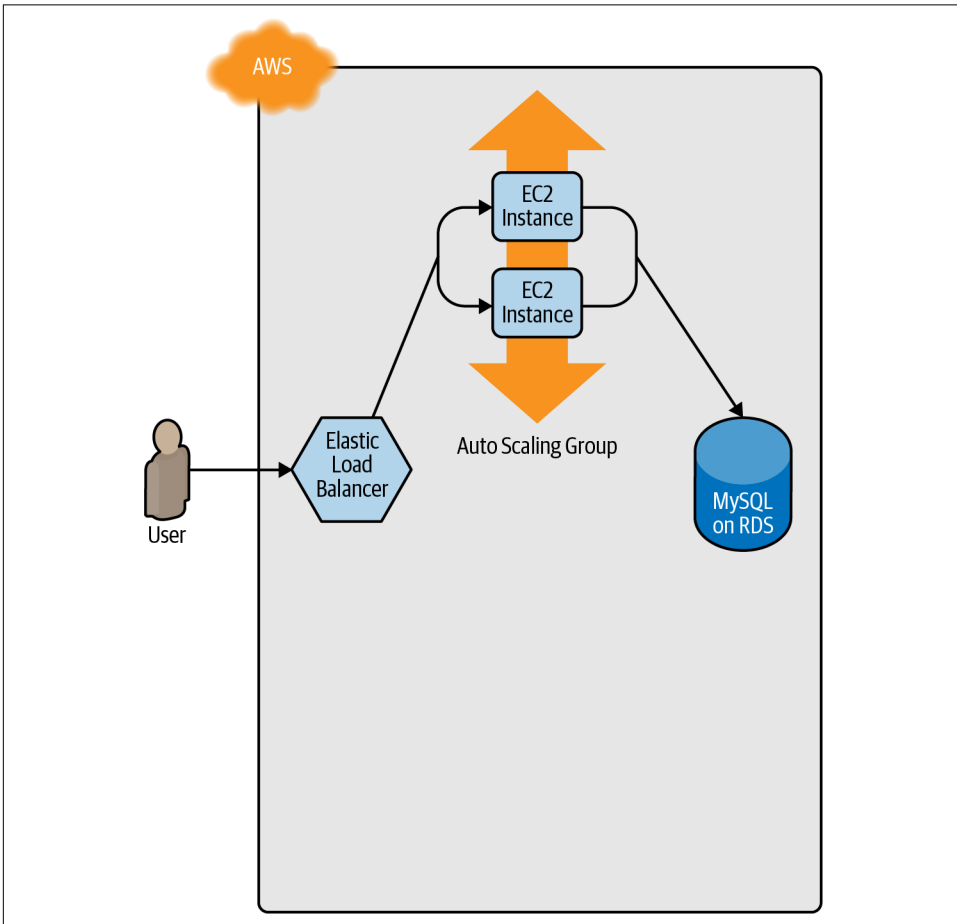 AWS
EC2
Instance
EC2
Instance
Auto Scaling Group
Elastic
Load
Balancer
User
MySQL
on RDS